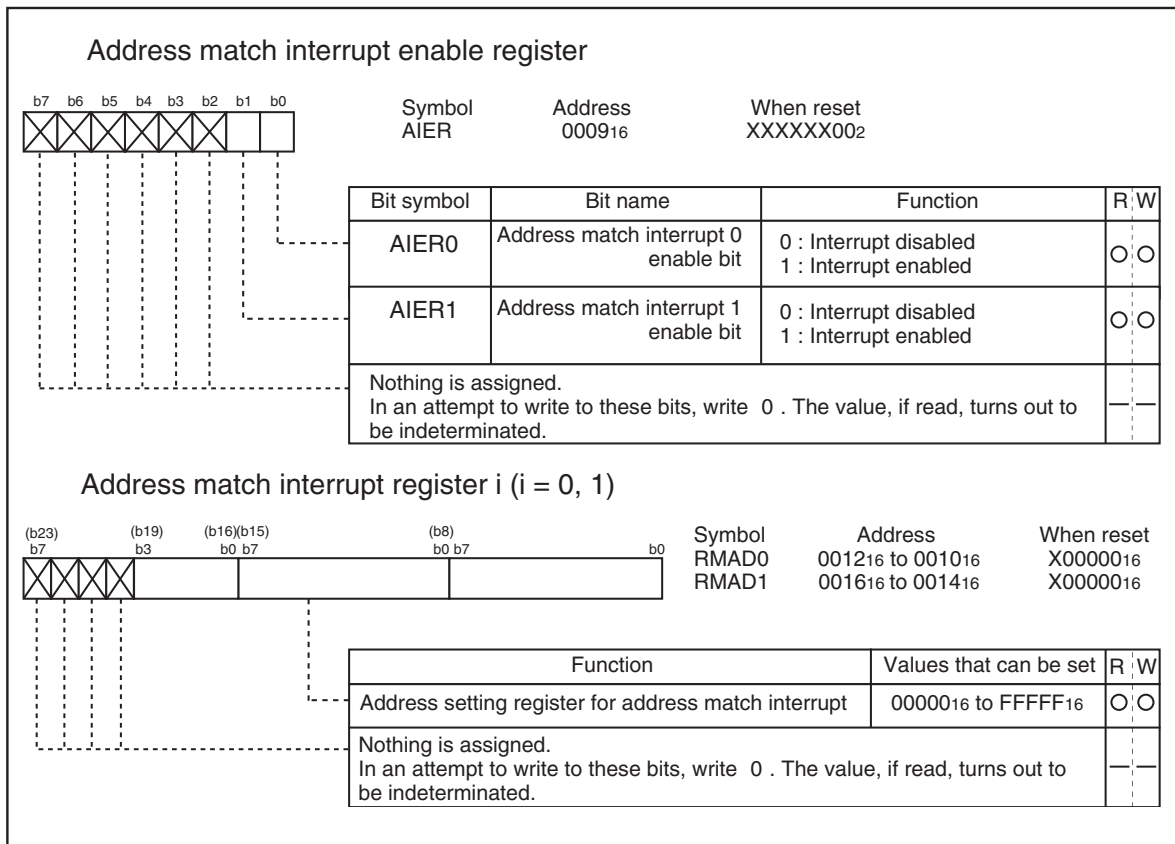 Address match interrupt enable register
b7 b6 b5 b4 b3 b2 b1 b0
Symbol Address When reset
AIER 000916 XXXXXX002
Bit symbol Bit name Function R W
AIER0 Address match interrupt 0 enable bit 0 : Interrupt disabled
1 : Interrupt enabled
AIER1 Address match interrupt 1 enable bit 0 : Interrupt disabled
1 : Interrupt enabled
Nothing is assigned.
In an attempt to write to these bits, write 0 . The value, if read, turns out to
be indeterminated.
Address match interrupt register i (i = 0, 1)
(b23) (b19) (b16)(b15) (b8)
b7 b3 b0 b7 b0 b7 b0
Symbol Address When reset
RMAD0 001216 to 001016 X0000016
RMAD1 001616 to 001416 X0000016
Function Values that can be set R W
Address setting register for address match interrupt 0000016 to FFFFF16
Nothing is assigned.
In an attempt to write to these bits, write 0 . The value, if read, turns out to
be indeterminated.